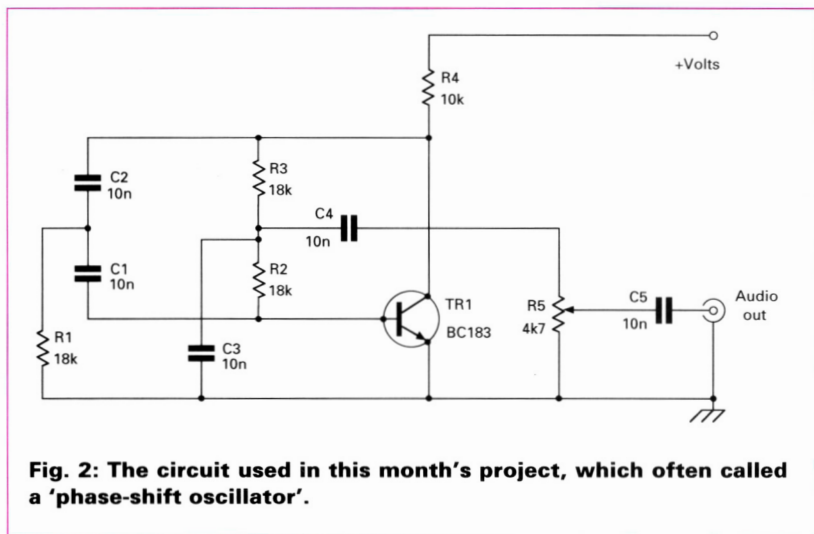 R4
10k
+Volts
C2
10n
R3
18k
C4
10n
C1
10n
R2
18k
TR1
BC183
R5
4k7
C5
10n
Audio
out
R1
18k
C3
10n
Fig. 2: The circuit used in this month's project, which often called
a 'phase-shift oscillator'.